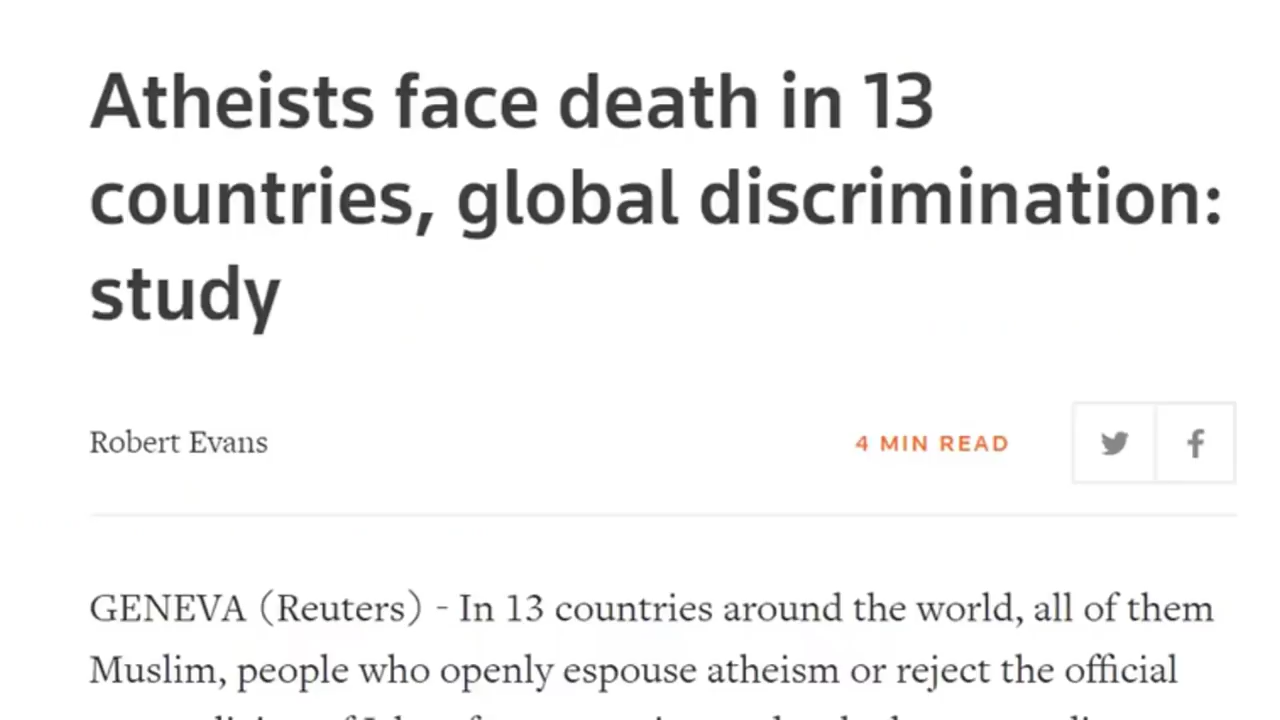 Atheists face death in 13
countries, global discrimination:
study
Robert Evans
4 MIN READ
GENEVA (Reuters) - In 13 countries around the world, all of them
Muslim, people who openly espouse atheism or reject the official